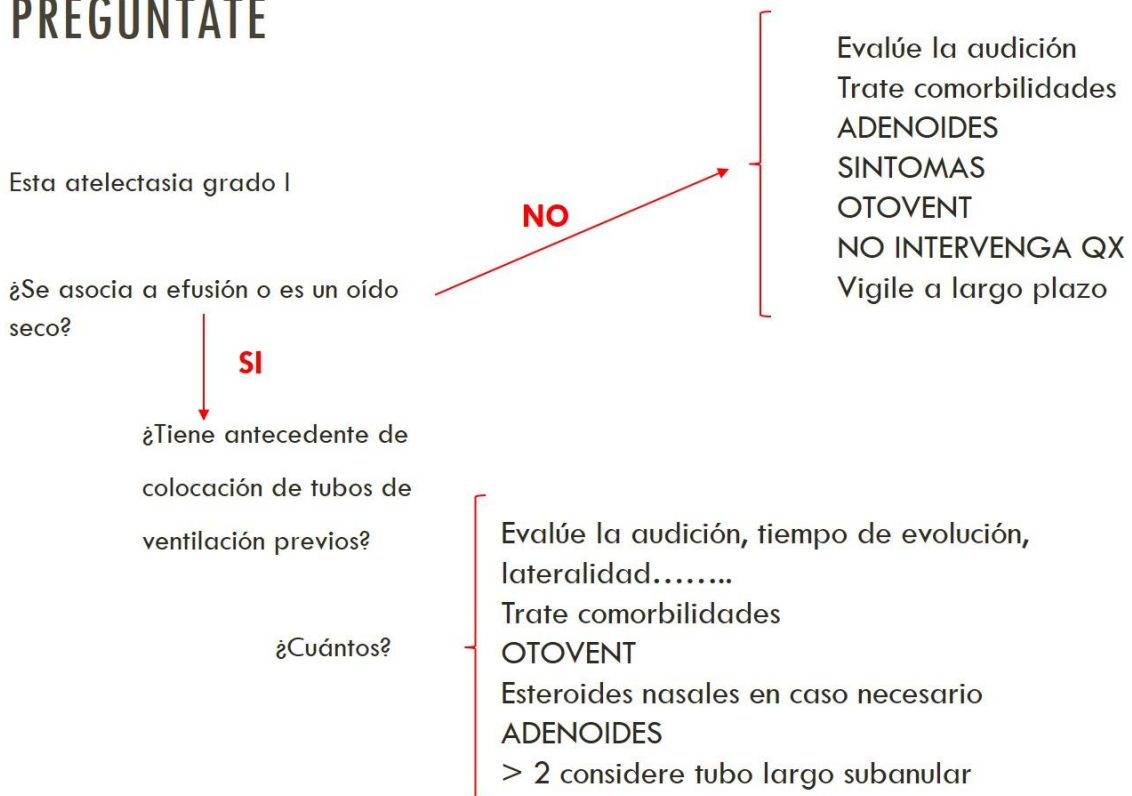 PREGÚNTATE
Esta atelectasia grado I
¿Se asocia a efusión o es un oído
seco?
NO
Evalúe la audición
Trate comorbilidades
ADENOIDES
SINTOMAS
OTOVENT
NO INTERVENGA QX
Vigile a largo plazo
SI
¿Tiene antecedente de
colocación de tubos de
ventilación previos?
¿Cuántos?
Evalúe la audición, tiempo de evolución,
lateralidad……..
Trate comorbilidades
OTOVENT
Esteroides nasales en caso necesario
ADENOIDES
> 2 considere tubo largo subanular